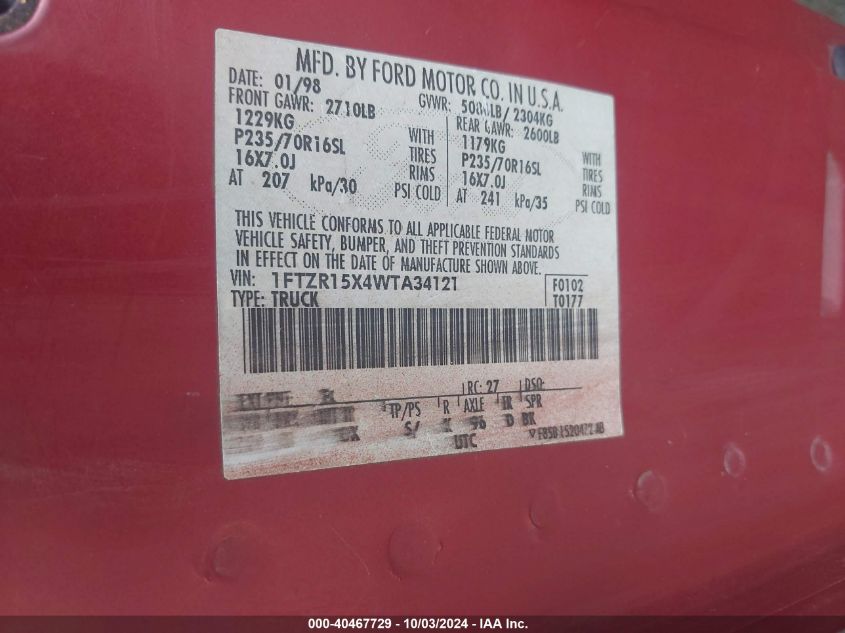 MFD. BY FORD MOTOR CO. IN U.S.A.
DATE: 01/98 GVWR: 5080LB/ 2304KG
FRONT GAWR: 2710LB REAR GAWR: 2600LB
1229KG WITH 1179KG WITH
P235/70R16SL TIRES P235/70R16SL TIRES
16X7.0J RIMS 16X7.0J RIMS
AT 207 kPa/30 PSI COLD AT 241 kPa/35 PSI COLD
THIS VEHICLE CONFORMS TO ALL APPLICABLE FEDERAL MOTOR
VEHICLE SAFETY, BUMPER, AND THEFT PREVENTION STANDARDS
IN EFFECT ON THE DATE OF MANUFACTURE SHOWN ABOVE.
VIN: 1FTZR15X4WTA34121 F0102
TYPE: TRUCK T0177
RC: 27 DSO:
TP/PS R AXLE SPR
S/ 96 D
UTC
000-40467729 - 10/03/2024 - IAA Inc.